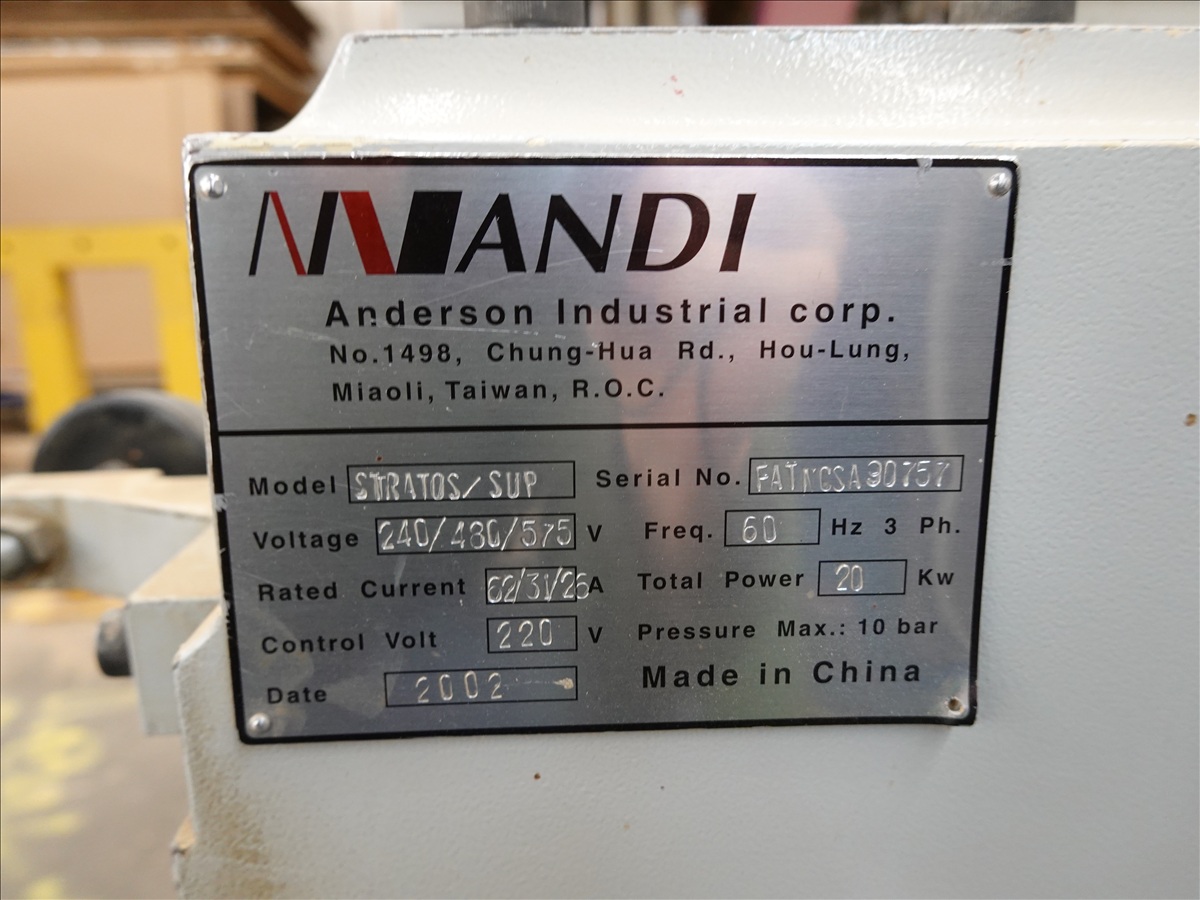 ANDI
Anderson Industrial corp.
No.1498, Chung-Hua Rd., Hou-Lung,
Miaoli, Taiwan, R.O.C.
Model STRATOS/SUP Serial No.
Voltage 240/480/575 V Freq. 60 Hz 3 Ph.
Rated Current 62/31/26 A Total Power 20 Kw
Control Volt 220 V Pressure Max.: 10 bar
Date 2002 Made in China